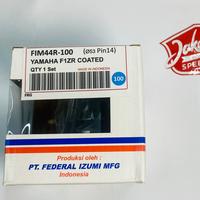 FIM44R-100 (Ø53 Pin14)
YAMAHA F1ZR COATED
QTY 1 Set
MADE IN INDONESIA
100
FRG
Produksi oleh :
PT. FEDERAL IZUMI MFG
Indonesia